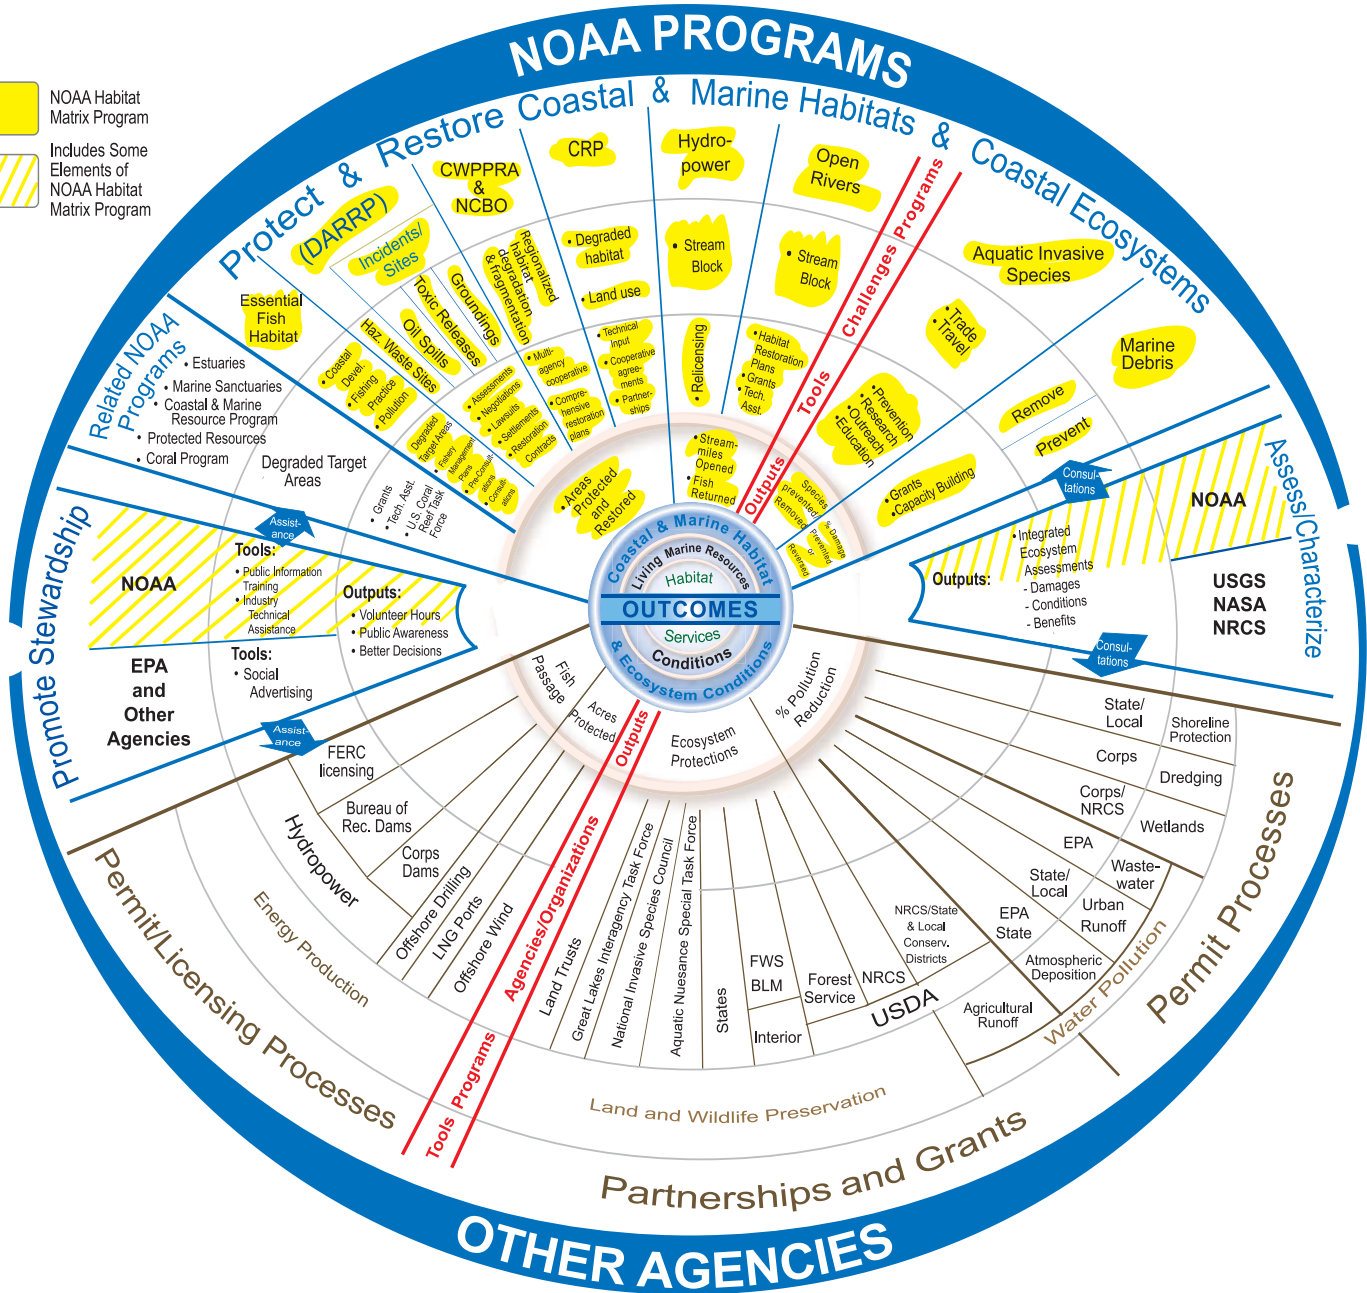 NOAA PROGRAMS
NOAA Habitat
Matrix Program
Includes Some
Elements of
NOAA Habitat
Matrix Program
Protect & Restore Coastal & Marine Habitats & Coastal Ecosystems
Essential
Fish
Habitat
(DARRP)
Incidents/
Sites
CWPPRA
&
NCBO
CRP
Hydro-
power
Open
Rivers
Aquatic Invasive
Species
Marine
Debris
Programs
Challenges
Tools
Outputs
• Coastal
Devel.
• Fishing
Practice
• Pollution
Haz. Waste Sites
Oil Spills
Toxic Releases
Groundings
Regionalized
habitat
degradation
& fragmentation
• Degraded
habitat
• Land use
• Stream
Block
• Stream
Block
• Trade
• Travel
Remove
Prevent
Degraded
Target Areas
• Fishery
Management
Plans
• Pre-Consult-
ations
• Consult-
ations
• Assessments
• Negotiations
• Lawsuits
• Settlements
• Restoration
Contracts
• Multi-
agency
cooperative
• Compre-
hensive
restoration
plans
• Technical
Input
• Cooperative
agree-
ments
• Partner-
ships
• Relicensing
• Habitat
Restoration
Plans
• Grants
• Tech.
Asst.
• Prevention
• Research
• Outreach
• Education
• Grants
• Capacity Building
• Areas
Protected
and
Restored
• Stream-
miles
Opened
• Fish
Returned
Species
prevented/
Removed
% Damage
Prevented
or
Reversed
Related NOAA
Programs
• Estuaries
• Marine Sanctuaries
• Coastal & Marine
Resource Program
• Protected Resources
• Coral Program
Degraded Target
Areas
• Grants
• Tech. Asst.
• U.S. Coral
Reef Task
Force
Promote Stewardship
Assist-
ance
NOAA
Tools:
• Public Information
Training
• Industry
Technical
Assistance
Outputs:
• Volunteer Hours
• Public Awareness
• Better Decisions
EPA
and
Other
Agencies
Tools:
• Social
Advertising
Assist-
ance
Coastal & Marine Habitat
Living Marine Resources
Habitat
OUTCOMES
Services
Conditions
& Ecosystem Conditions
Assess/Characterize
Consul-
tations
NOAA
Outputs:
• Integrated
Ecosystem
Assessments
- Damages
- Conditions
- Benefits
USGS
NASA
NRCS
Consul-
tations
Fish
Passage
Acres
Protected
Outputs
Ecosystem
Protections
% Pollution
Reduction
FERC
licensing
Bureau of
Rec. Dams
Corps
Dams
Hydropower
Offshore Drilling
LNG Ports
Offshore Wind
Energy Production
Permit/Licensing Processes
Agencies/Organizations
Programs
Tools
Land Trusts
Great Lakes Interagency Task Force
National Invasive Species Council
Aquatic Nuesance Special Task Force
States
FWS
BLM
Interior
Forest
Service
NRCS
NRCS/State
& Local
Conserv.
Districts
USDA
Land and Wildlife Preservation
Partnerships and Grants
State/
Local
Shoreline
Protection
Corps
Dredging
Corps/
NRCS
Wetlands
EPA
Waste-
water
State/
Local
Urban
Runoff
EPA
State
Atmospheric
Deposition
Agricultural
Runoff
Water Pollution
Permit Processes
OTHER AGENCIES